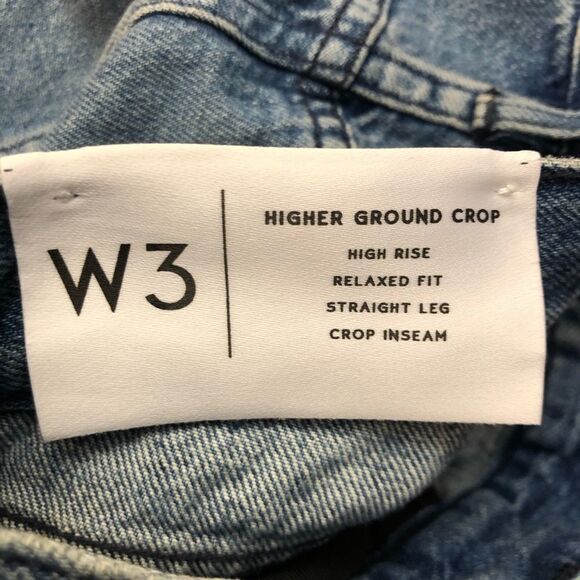 W3
HIGHER GROUND CROP
HIGH RISE
RELAXED FIT
STRAIGHT LEG
CROP INSEAM